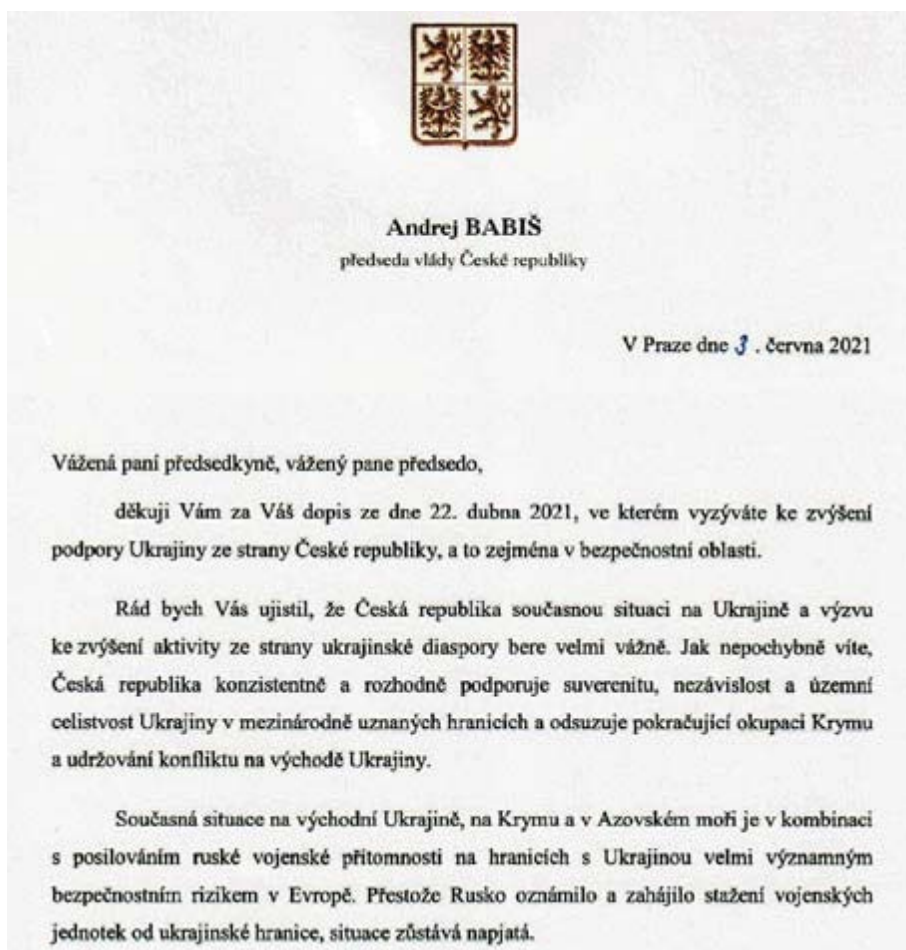 Andrej BABIŠ
předseda vlády České republiky
V Praze dne 3 . června 2021
Vážená paní předsedkyně, vážený pane předsedo,
děkuji Vám za Váš dopis ze dne 22. dubna 2021, ve kterém vyzýváte ke zvýšení
podpory Ukrajiny ze strany České republiky, a to zejména v bezpečnostní oblasti.
Rád bych Vás ujistil, že Česká republika současnou situaci na Ukrajině a výzvu
ke zvýšení aktivity ze strany ukrajinské diaspory bere velmi vážně. Jak nepochybně víte,
Česká republika konzistentně a rozhodně podporuje suverenitu, nezávislost a územní
celistvost Ukrajiny v mezinárodně uznaných hranicích a odsuzuje pokračující okupaci Krymu
a udržování konfliktu na východě Ukrajiny.
Současná situace na východní Ukrajině, na Krymu a v Azovském moři je v kombinaci
s posilováním ruské vojenské přítomnosti na hranicích s Ukrajinou velmi významným
bezpečnostním rizikem v Evropě. Přestože Rusko oznámilo a zahájilo stažení vojenských
jednotek od ukrajinské hranice, situace zůstává napjatá.